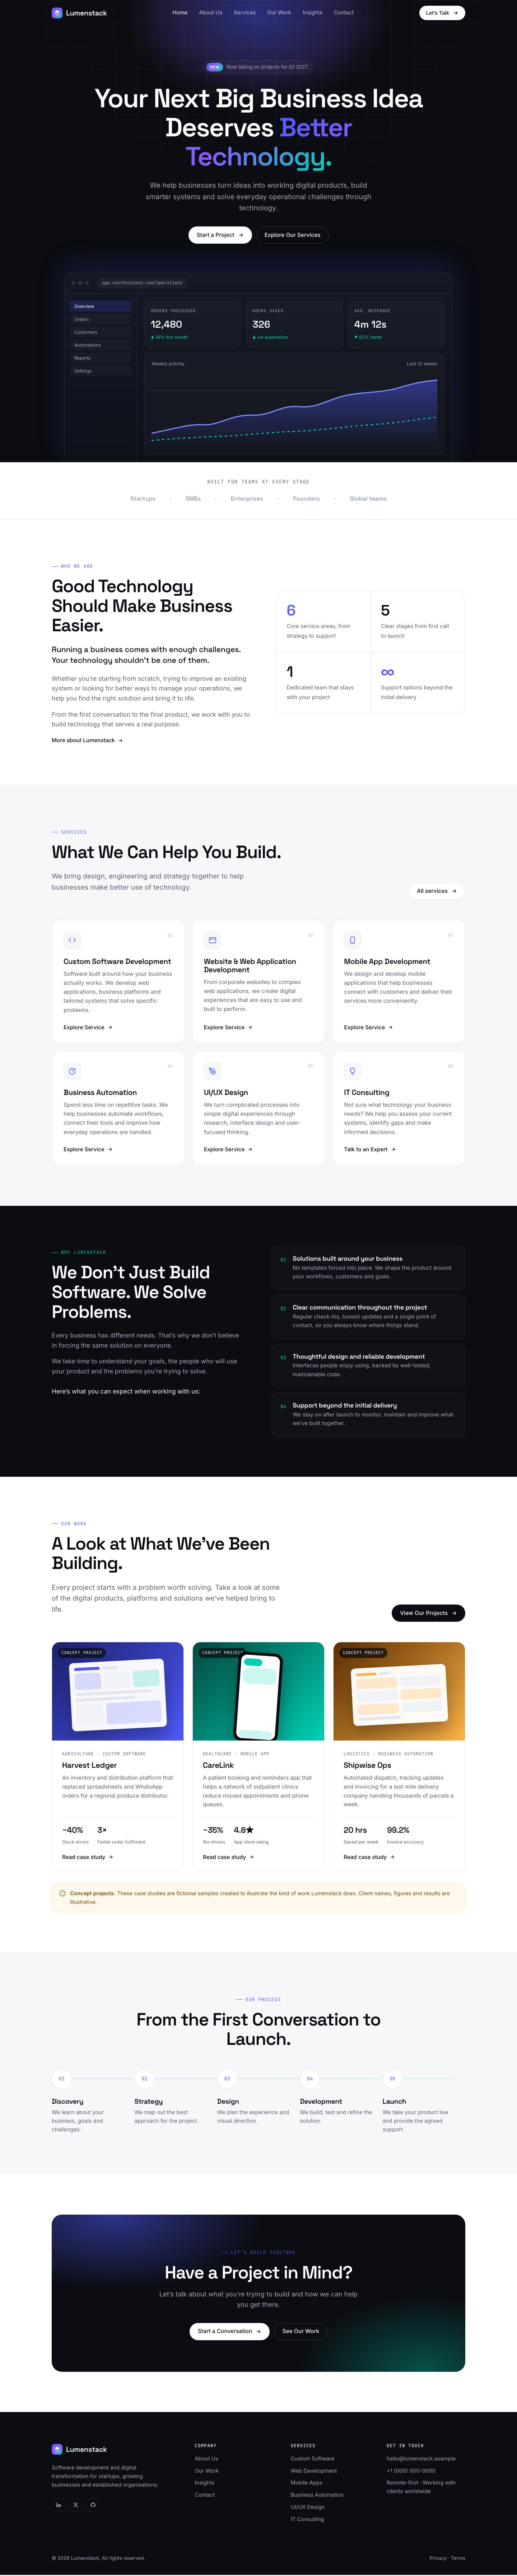 Lumenstack
Home About Us Services Our Work Insights Contact
Let's Talk →
NEW Now taking on projects for Q1 2027
Your Next Big Business Idea
Deserves Better
Technology.
We help businesses turn ideas into working digital products, build
smarter systems and solve everyday operational challenges through
technology.
Start a Project →
Explore Our Services
app.yourbusiness.com/operations
Overview
Orders
Customers
Automations
Reports
Settings
ORDERS PROCESSED
12,480
▲ 18% this month
HOURS SAVED
326
▲ via automation
AVG. RESPONSE
4m 12s
▼ 62% faster
Weekly activity
Last 12 weeks
BUILT FOR TEAMS AT EVERY STAGE
Startups • SMEs • Enterprises • Founders • Global teams
WHO WE ARE
Good Technology
Should Make Business
Easier.
Running a business comes with enough challenges.
Your technology shouldn't be one of them.
Whether you're starting from scratch, trying to improve an existing
system or looking for better ways to manage your operations, we
help you find the right solution and bring it to life.
From the first conversation to the final product, we work with you to
build technology that serves a real purpose.
More about Lumenstack →
6
Core service areas, from
strategy to support
5
Clear stages from first call
to launch
1
Dedicated team that stays
with your project
∞
Support options beyond the
initial delivery
SERVICES
What We Can Help You Build.
We bring design, engineering and strategy together to help
businesses make better use of technology.
All services →
01
Custom Software Development
Software built around how your business
actually works. We develop web
applications, business platforms and
tailored systems that solve specific
problems.
Explore Service →
02
Website & Web Application
Development
From corporate websites to complex
web applications, we create digital
experiences that are easy to use and
built to perform.
Explore Service →
03
Mobile App Development
We design and develop mobile
applications that help businesses
connect with customers and deliver their
services more conveniently.
Explore Service →
04
Business Automation
Spend less time on repetitive tasks. We
help businesses automate workflows,
connect their tools and improve how
everyday operations are handled.
Explore Service →
05
UI/UX Design
We turn complicated processes into
simple digital experiences through
research, interface design and user-
focused thinking.
Explore Service →
06
IT Consulting
Not sure what technology your business
needs? We help you assess your current
systems, identify gaps and make
informed decisions.
Talk to an Expert →
WHY LUMENSTACK
We Don't Just Build
Software. We Solve
Problems.
Every business has different needs. That's why we don't believe
in forcing the same solution on everyone.
We take time to understand your goals, the people who will use
your product and the problems you're trying to solve.
Here's what you can expect when working with us:
01
Solutions built around your business
No templates forced into place. We shape the product around
your workflows, customers and goals.
02
Clear communication throughout the project
Regular check-ins, honest updates and a single point of
contact, so you always know where things stand.
03
Thoughtful design and reliable development
Interfaces people enjoy using, backed by well-tested,
maintainable code.
04
Support beyond the initial delivery
We stay on after launch to monitor, maintain and improve what
we've built together.
OUR WORK
A Look at What We've Been
Building.
Every project starts with a problem worth solving. Take a look at some
of the digital products, platforms and solutions we've helped bring to
life.
View Our Projects →
CONCEPT PROJECT
AGRICULTURE · CUSTOM SOFTWARE
Harvest Ledger
An inventory and distribution platform that
replaced spreadsheets and WhatsApp
orders for a regional produce distributor.
−40%
Stock errors
3×
Faster order fulfilment
Read case study →
CONCEPT PROJECT
HEALTHCARE · MOBILE APP
CareLink
A patient booking and reminders app that
helps a network of outpatient clinics
reduce missed appointments and phone
queues.
−35%
No-shows
4.8★
App store rating
Read case study →
CONCEPT PROJECT
LOGISTICS · BUSINESS AUTOMATION
Shipwise Ops
Automated dispatch, tracking updates
and invoicing for a last-mile delivery
company handling thousands of parcels a
week.
20 hrs
Saved per week
99.2%
Invoice accuracy
Read case study →
Concept projects. These case studies are fictional samples created to illustrate the kind of work Lumenstack does. Client names, figures and results are
illustrative.
OUR PROCESS
From the First Conversation to
Launch.
01
Discovery
We learn about your
business, goals and
challenges.
02
Strategy
We map out the best
approach for the project.
03
Design
We plan the experience and
visual direction.
04
Development
We build, test and refine the
solution.
05
Launch
We take your product live
and provide the agreed
support.
LET'S BUILD TOGETHER
Have a Project in Mind?
Let's talk about what you're trying to build and how we can help
you get there.
Start a Conversation →
See Our Work
Lumenstack
Software development and digital
transformation for startups, growing
businesses and established organisations.
in X
COMPANY
About Us
Our Work
Insights
Contact
SERVICES
Custom Software
Web Development
Mobile Apps
Business Automation
UI/UX Design
IT Consulting
GET IN TOUCH
hello@lumenstack.example
+1 (000) 000-0000
Remote-first · Working with
clients worldwide
© 2026 Lumenstack. All rights reserved.
Privacy · Terms